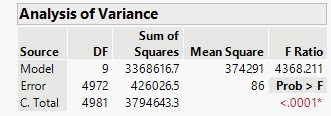 Analysis of Variance
Sum of
Source DF Squares Mean Square F Ratio
Model 9 3368616.7 374291 4368.211
Error 4972 426026.5 86 Prob > F
C. Total 4981 3794643.3 <.0001*